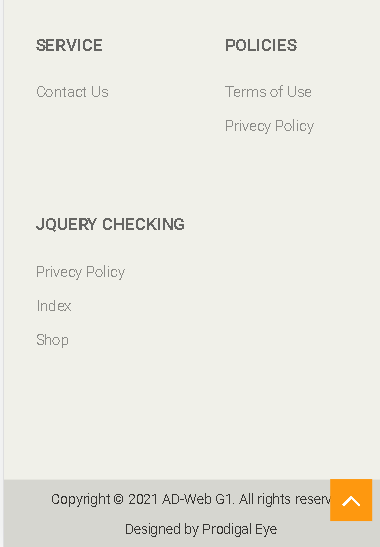 SERVICE
Contact Us
POLICIES
Terms of Use
Privecy Policy
JQUERY CHECKING
Privecy Policy
Index
Shop
Copyright © 2021 AD-Web G1. All rights reserv
Designed by Prodigal Eye